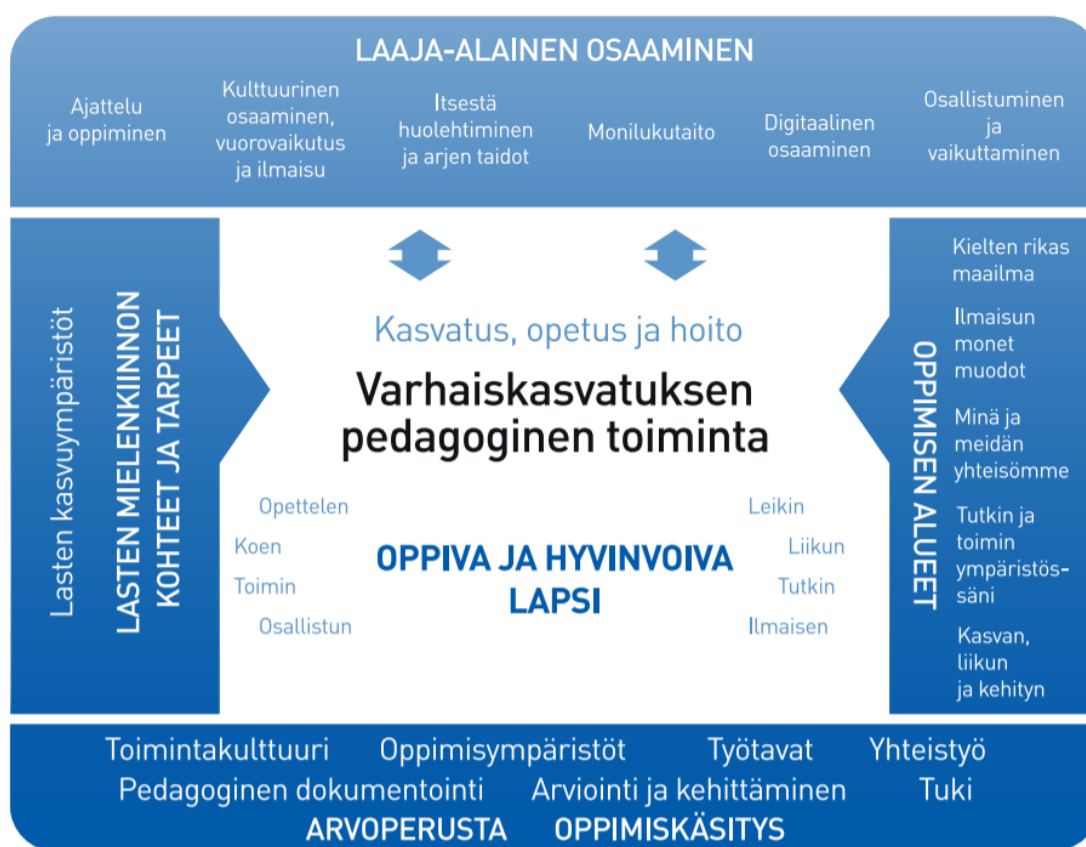 LAAJA-ALAINEN OSAAMINEN
Ajattelu
ja oppiminen
Kulttuurinen
osaaminen,
vuorovaikutus
ja ilmaisu
Itsestä
huolehtiminen
ja arjen taidot
Monilukutaito
Digitaalinen
osaaminen
Osallistuminen
ja
vaikuttaminen
Lasten kasvuympäristöt
LASTEN MIELENKIINNON
KOHTEET JA TARPEET
Kasvatus, opetus ja hoito
Varhaiskasvatuksen
pedagoginen toiminta
Opettelen
Koen
Toimin
Osallistun
OPPIVA JA HYVINVOIVA
LAPSI
Leikin
Liikun
Tutkin
Ilmaisen
OPPIMISEN ALUEET
Kielten rikas
maailma
Ilmaisun
monet
muodot
Minä ja
meidän
yhteisömme
Tutkin ja
toimin
ympäristös-
säni
Kasvan,
liikun
ja kehityn
Toimintakulttuuri Oppimisympäristöt Työtavat Yhteistyö
Pedagoginen dokumentointi Arviointi ja kehittäminen Tuki
ARVOPERUSTA OPPIMISKÄSITYS